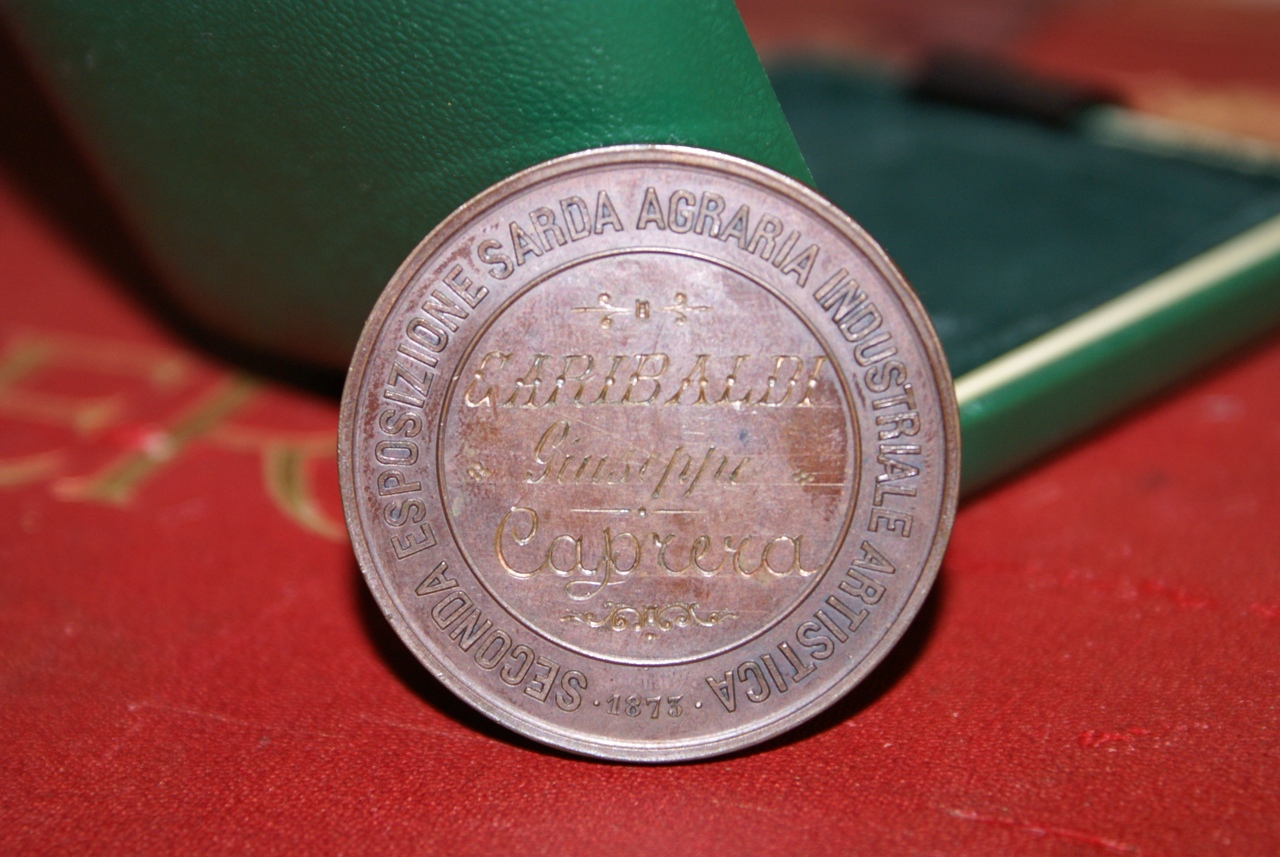 SECONDA ESPOSIZIONE SARDA AGRARIA INDUSTRIALE ARTISTICA
· 1873 ·
GARIBALDI
Giuseppe
Caprera